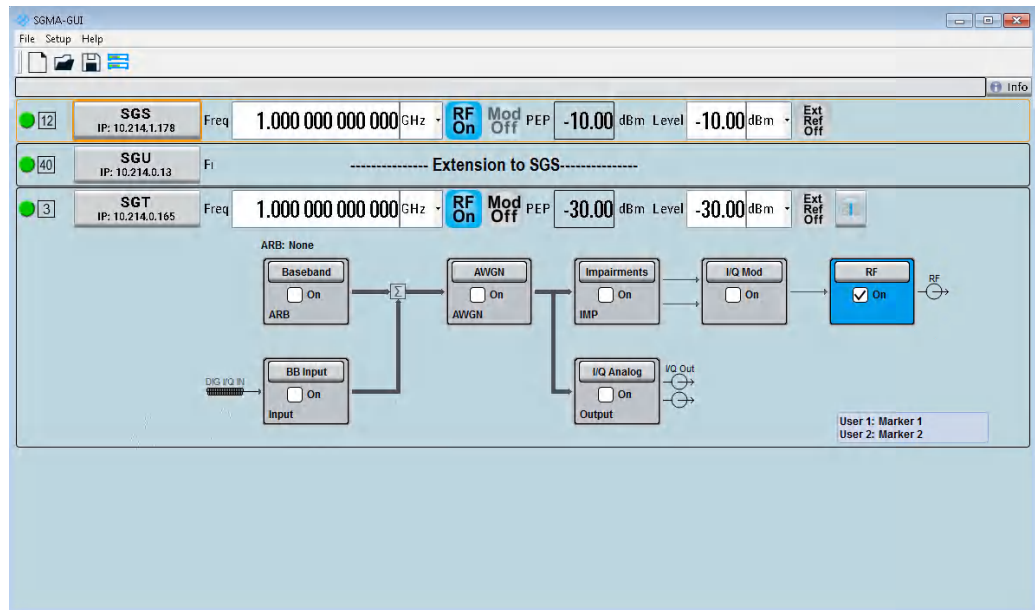 SGMA-GUI
File Setup Help
Info
12 SGS Freq 1.000 000 000 000 GHz RF On Mod Off PEP -10.00 dBm Level -10.00 dBm Ext Ref Off
IP: 10.214.1.178
40 SGU --------------- Extension to SGS---------------
IP: 10.214.0.13
3 SGT Freq 1.000 000 000 000 GHz RF On Mod Off PEP -30.00 dBm Level -30.00 dBm Ext Ref Off
IP: 10.214.0.165
ARB: None
Baseband AWGN Impairments I/Q Mod RF RF
On Σ On On On On
ARB AWGN IMP
DIG I/Q IN BB Input I/Q Analog I/Q Out
On On
Input Output
User 1: Marker 1
User 2: Marker 2